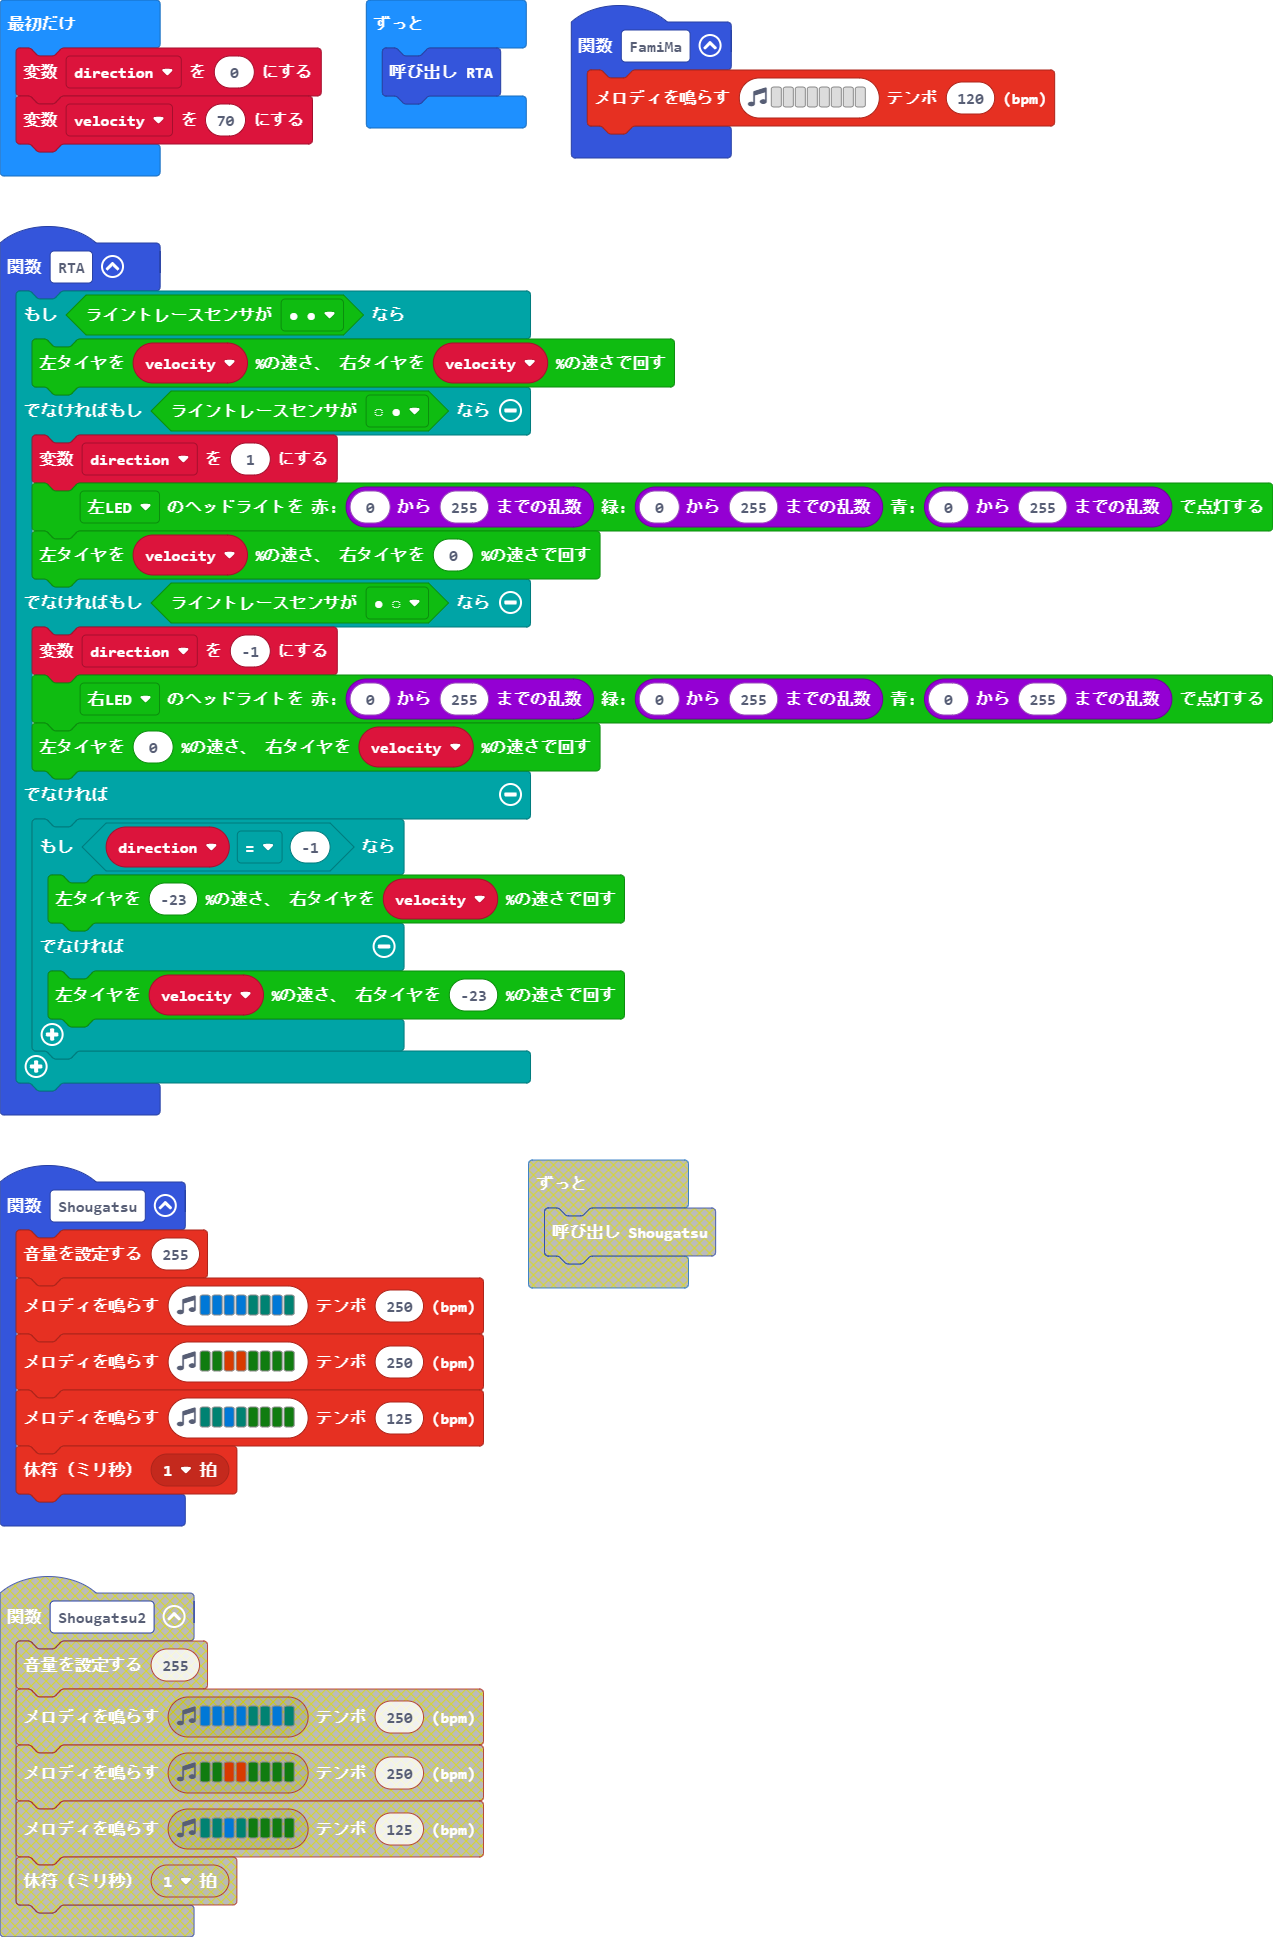 最初だけ
変数 direction を 0 にする
変数 velocity を 70 にする
ずっと
呼び出し RTA
関数 FamiMa
メロディを鳴らす テンポ 120 (bpm)
関数 RTA
もし ライントレースセンサが ● ● なら
左タイヤを velocity %の速さ、 右タイヤを velocity %の速さで回す
でなければもし ライントレースセンサが ◌ ● なら
変数 direction を 1 にする
左LED のヘッドライトを 赤: 0 から 255 までの乱数 緑: 0 から 255 までの乱数 青: 0 から 255 までの乱数 で点灯する
左タイヤを velocity %の速さ、 右タイヤを 0 %の速さで回す
でなければもし ライントレースセンサが ● ◌ なら
変数 direction を -1 にする
右LED のヘッドライトを 赤: 0 から 255 までの乱数 緑: 0 から 255 までの乱数 青: 0 から 255 までの乱数 で点灯する
左タイヤを 0 %の速さ、 右タイヤを velocity %の速さで回す
でなければ
もし direction = -1 なら
左タイヤを -23 %の速さ、 右タイヤを velocity %の速さで回す
でなければ
左タイヤを velocity %の速さ、 右タイヤを -23 %の速さで回す
関数 Shougatsu
音量を設定する 255
メロディを鳴らす テンポ 250 (bpm)
メロディを鳴らす テンポ 250 (bpm)
メロディを鳴らす テンポ 125 (bpm)
休符（ミリ秒） 1 拍
ずっと
呼び出し Shougatsu
関数 Shougatsu2
音量を設定する 255
メロディを鳴らす テンポ 250 (bpm)
メロディを鳴らす テンポ 250 (bpm)
メロディを鳴らす テンポ 125 (bpm)
休符（ミリ秒） 1 拍